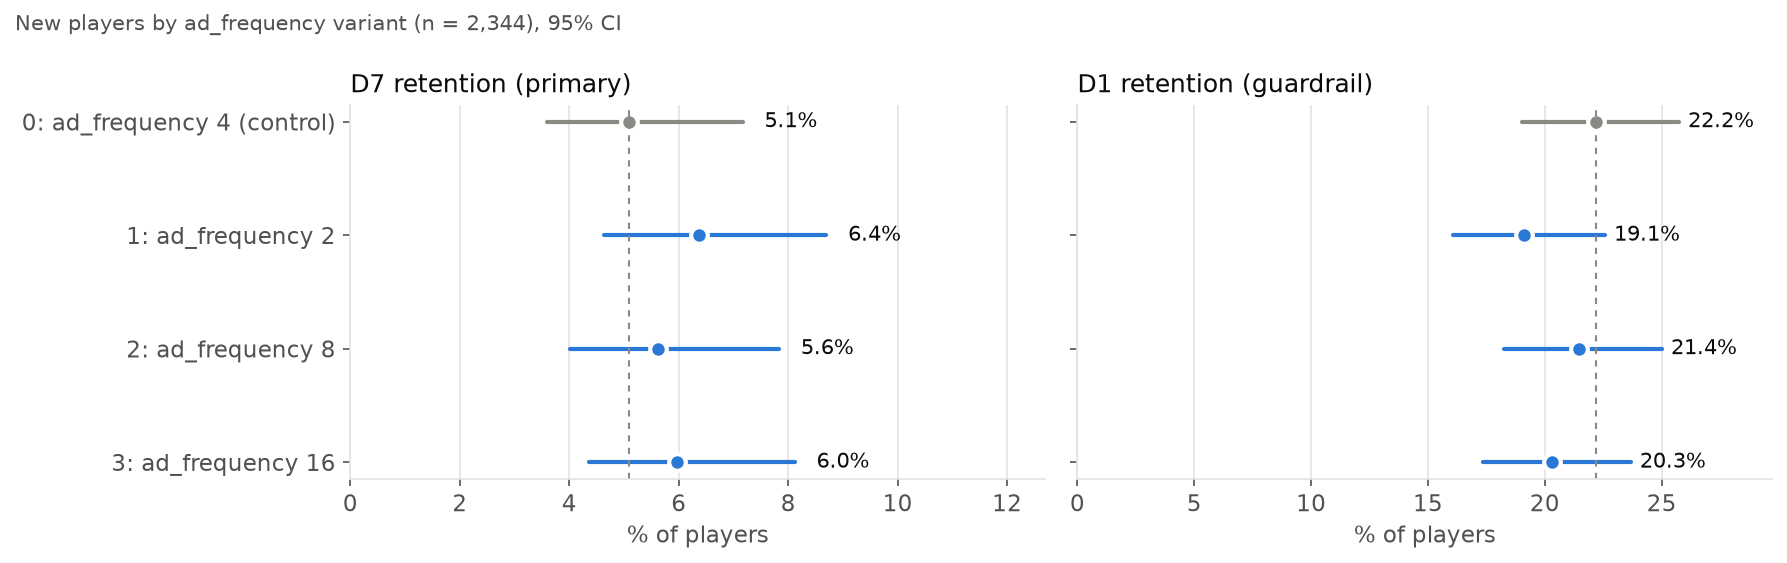 New players by ad_frequency variant (n = 2,344), 95% CI
D7 retention (primary)
D1 retention (guardrail)
0: ad_frequency 4 (control)
5.1%
22.2%
1: ad_frequency 2
6.4%
19.1%
2: ad_frequency 8
5.6%
21.4%
3: ad_frequency 16
6.0%
20.3%
0 2 4 6 8 10 12
0 5 10 15 20 25
% of players
% of players